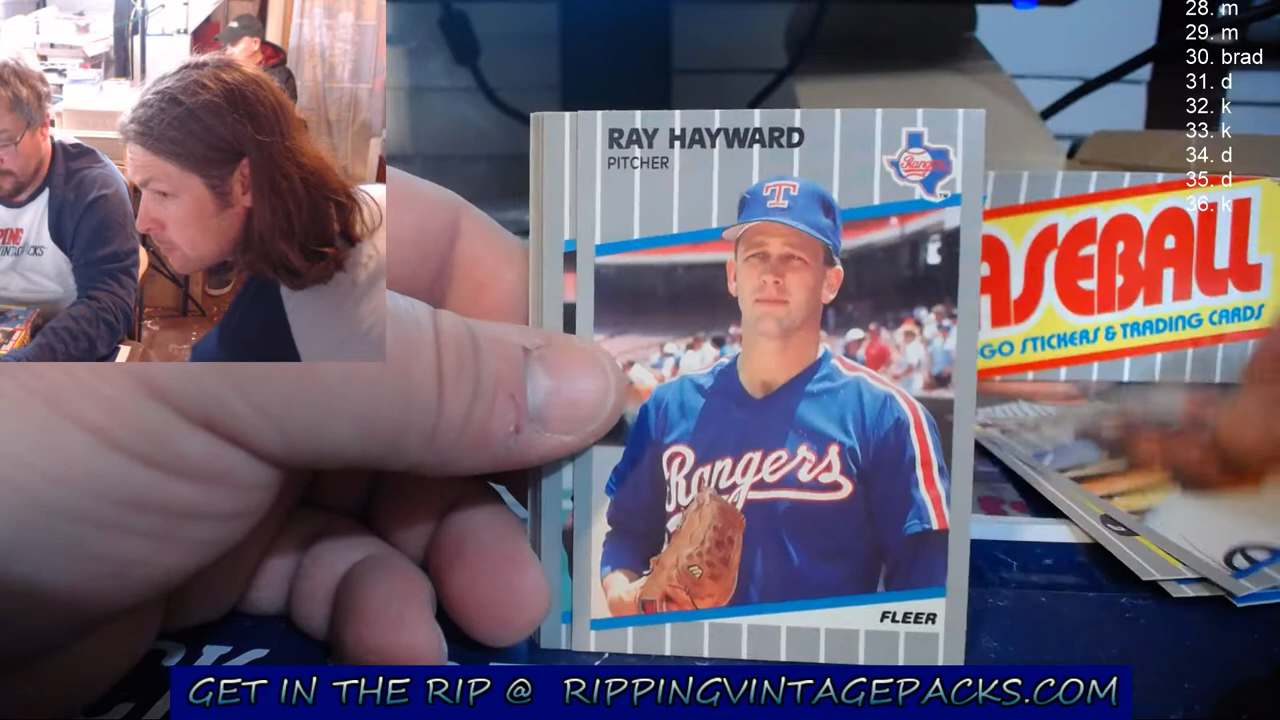 28. m
29. m
30. brad
31. d
32. k
33. k
34. d
35. d
36. k
RAY HAYWARD
PITCHER
Rangers
T
Rangers
FLEER
ASEBALL
GO STICKERS & TRADING CARDS
GET IN THE RIP @ RIPPINGVINTAGEPACKS.COM